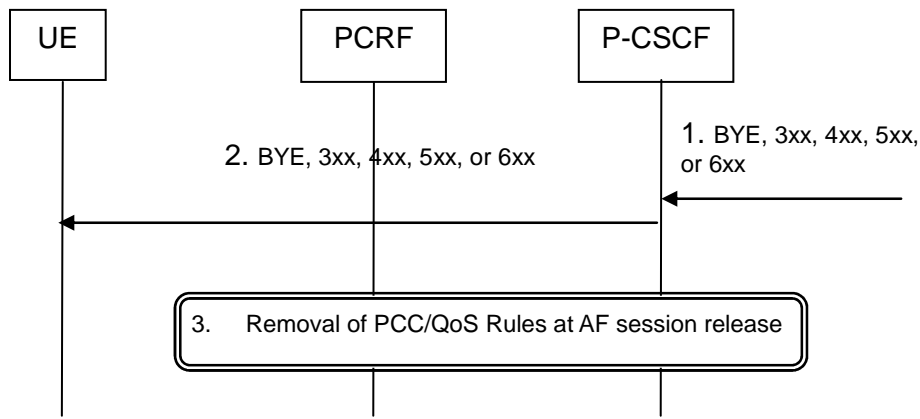 UE
PCRF
P-CSCF
1. BYE, 3xx, 4xx, 5xx,
or 6xx
2. BYE, 3xx, 4xx, 5xx, or 6xx
3. Removal of PCC/QoS Rules at AF session release